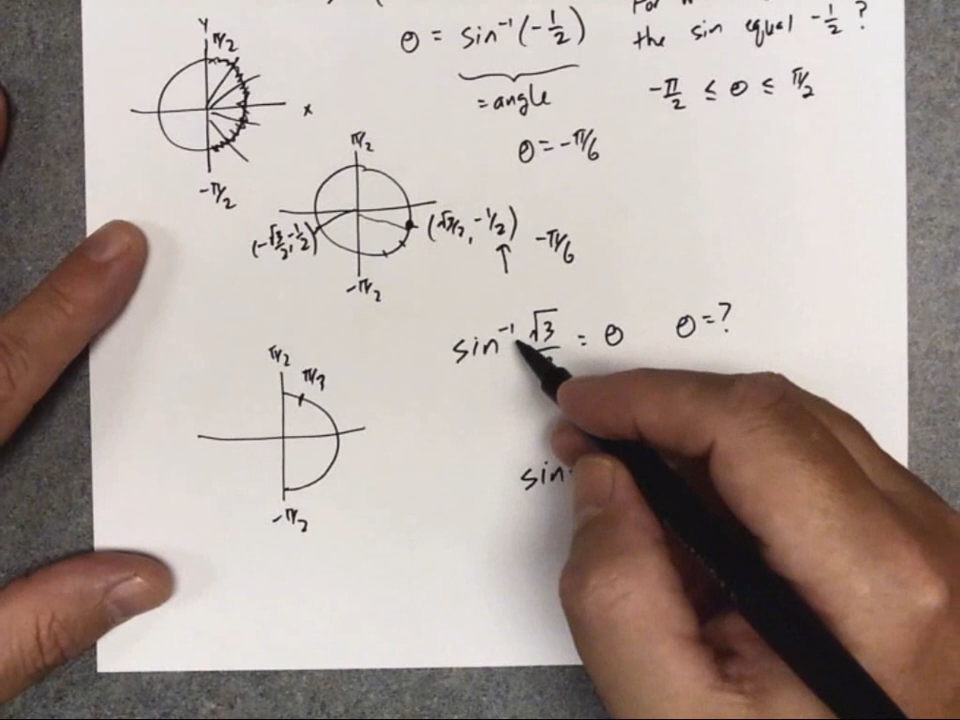 θ = sin⁻¹(-1/2)
the sin equal -1/2 ?
= angle
-π/2 ≤ θ ≤ π/2
θ = -π/6
y
π/2
x
-π/2
π/2
(-√3/2, -1/2)
(√3/2, -1/2)
-π/6
↑
-π/2
sin⁻¹ √3 = θ θ = ?
π/2
π/3
sin
-π/2